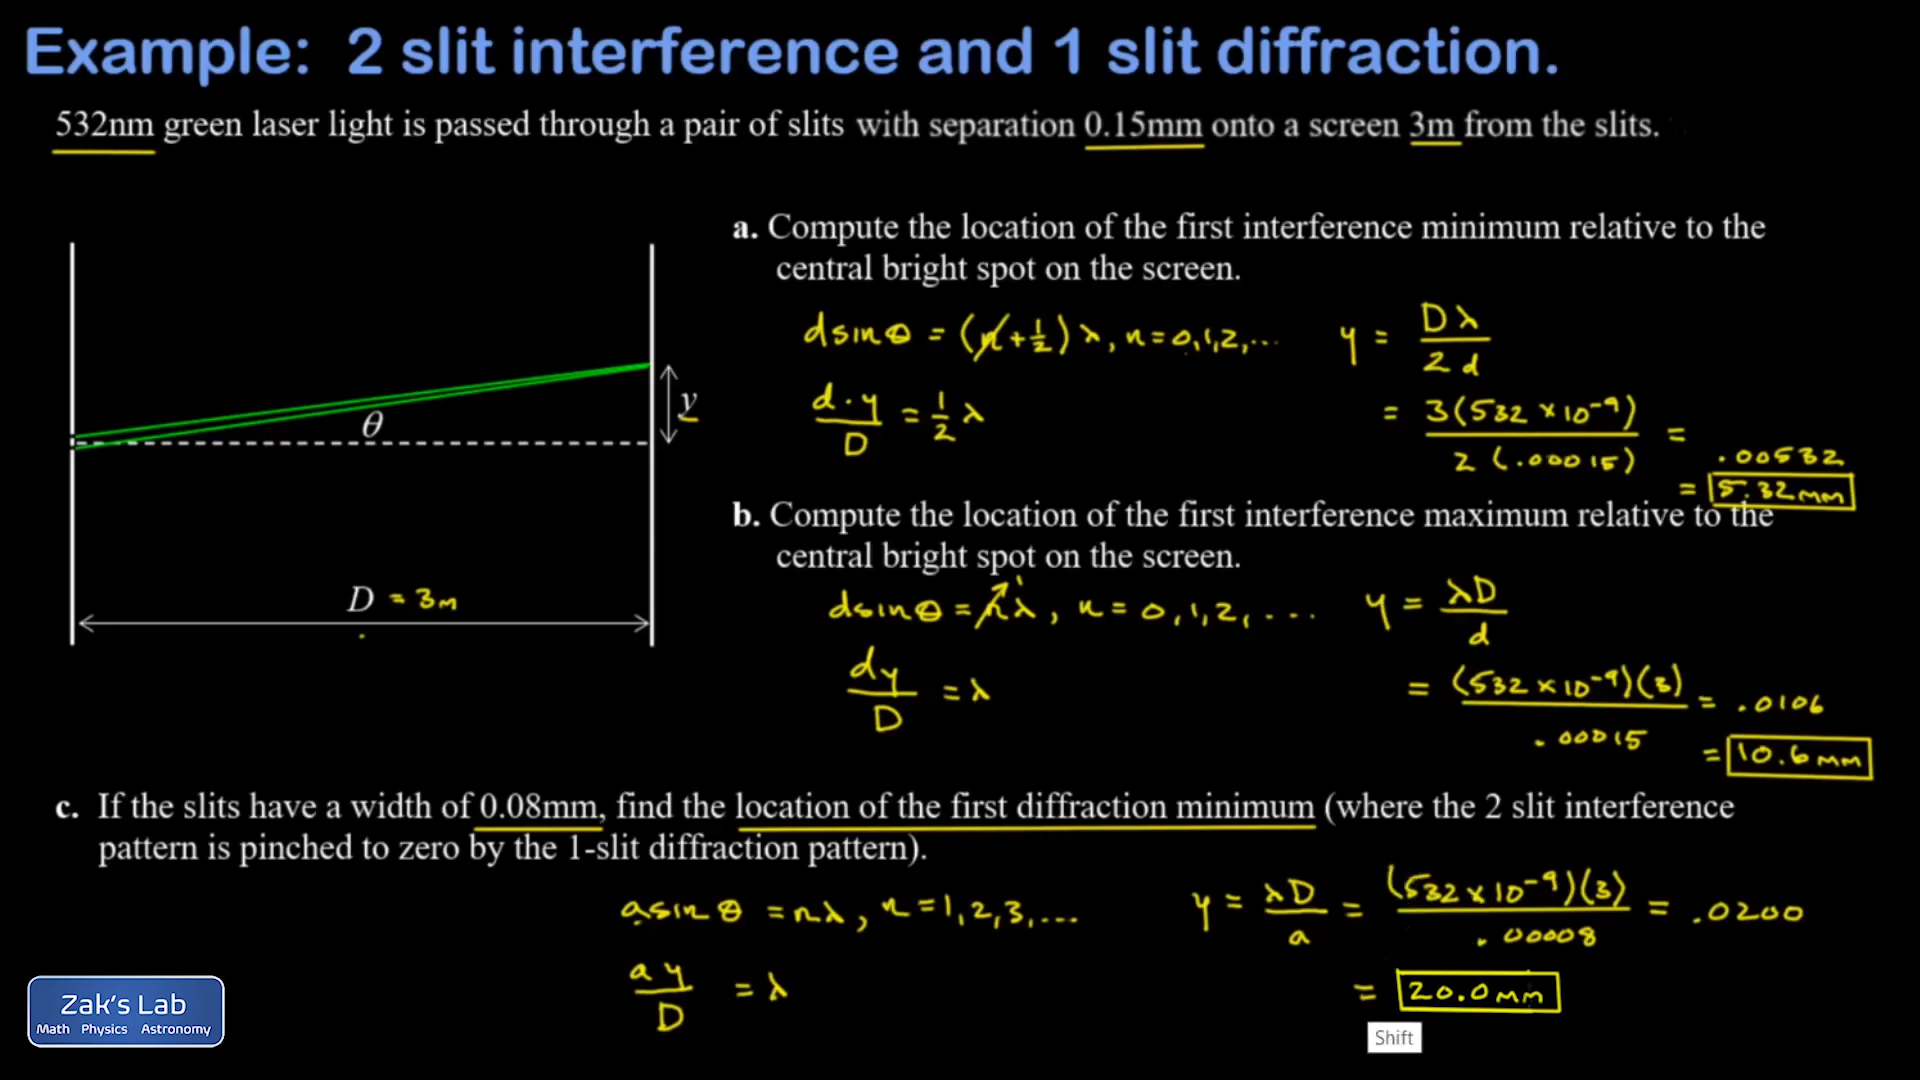 Example: 2 slit interference and 1 slit diffraction.
532nm green laser light is passed through a pair of slits with separation 0.15mm onto a screen 3m from the slits.
θ
y
D = 3m
a. Compute the location of the first interference minimum relative to the
central bright spot on the screen.
dsinθ = (n + 1/2)λ, n = 0,1,2,...
d·y/D = 1/2 λ
y = Dλ/2d
= 3(532 x 10^-9)/2(.00015) =
.00532
= 5.32mm
b. Compute the location of the first interference maximum relative to the
central bright spot on the screen.
dsinθ = nλ, n = 0,1,2,...
1
dy/D = λ
y = λD/d
= (532 x 10^-9)(3)/.00015 = .0106
= 10.6mm
c. If the slits have a width of 0.08mm, find the location of the first diffraction minimum (where the 2 slit interference
pattern is pinched to zero by the 1-slit diffraction pattern).
asinθ = nλ, n = 1,2,3,...
ay/D = λ
y = λD/a = (532 x 10^-9)(3)/.00008 = .0200
= 20.0mm
Shift
Zak's Lab
Math Physics Astronomy